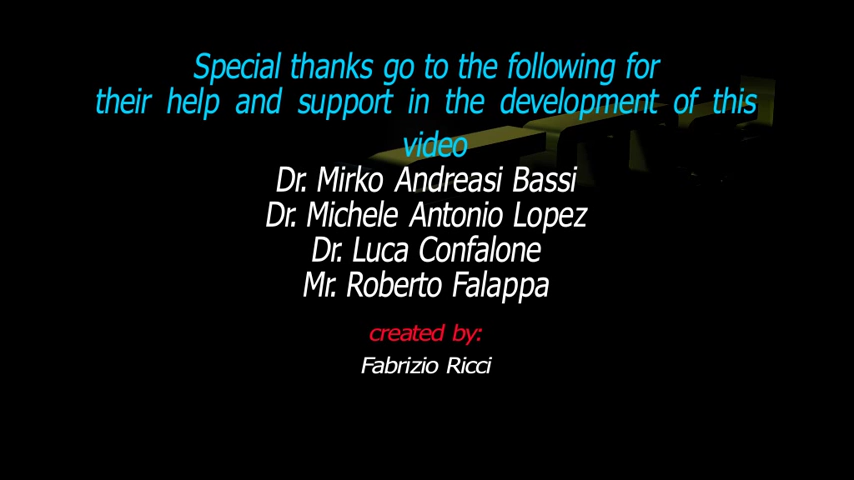 Special thanks go to the following for
their help and support in the development of this
video
Dr. Mirko Andreasi Bassi
Dr. Michele Antonio Lopez
Dr. Luca Confalone
Mr. Roberto Falappa
created by:
Fabrizio Ricci